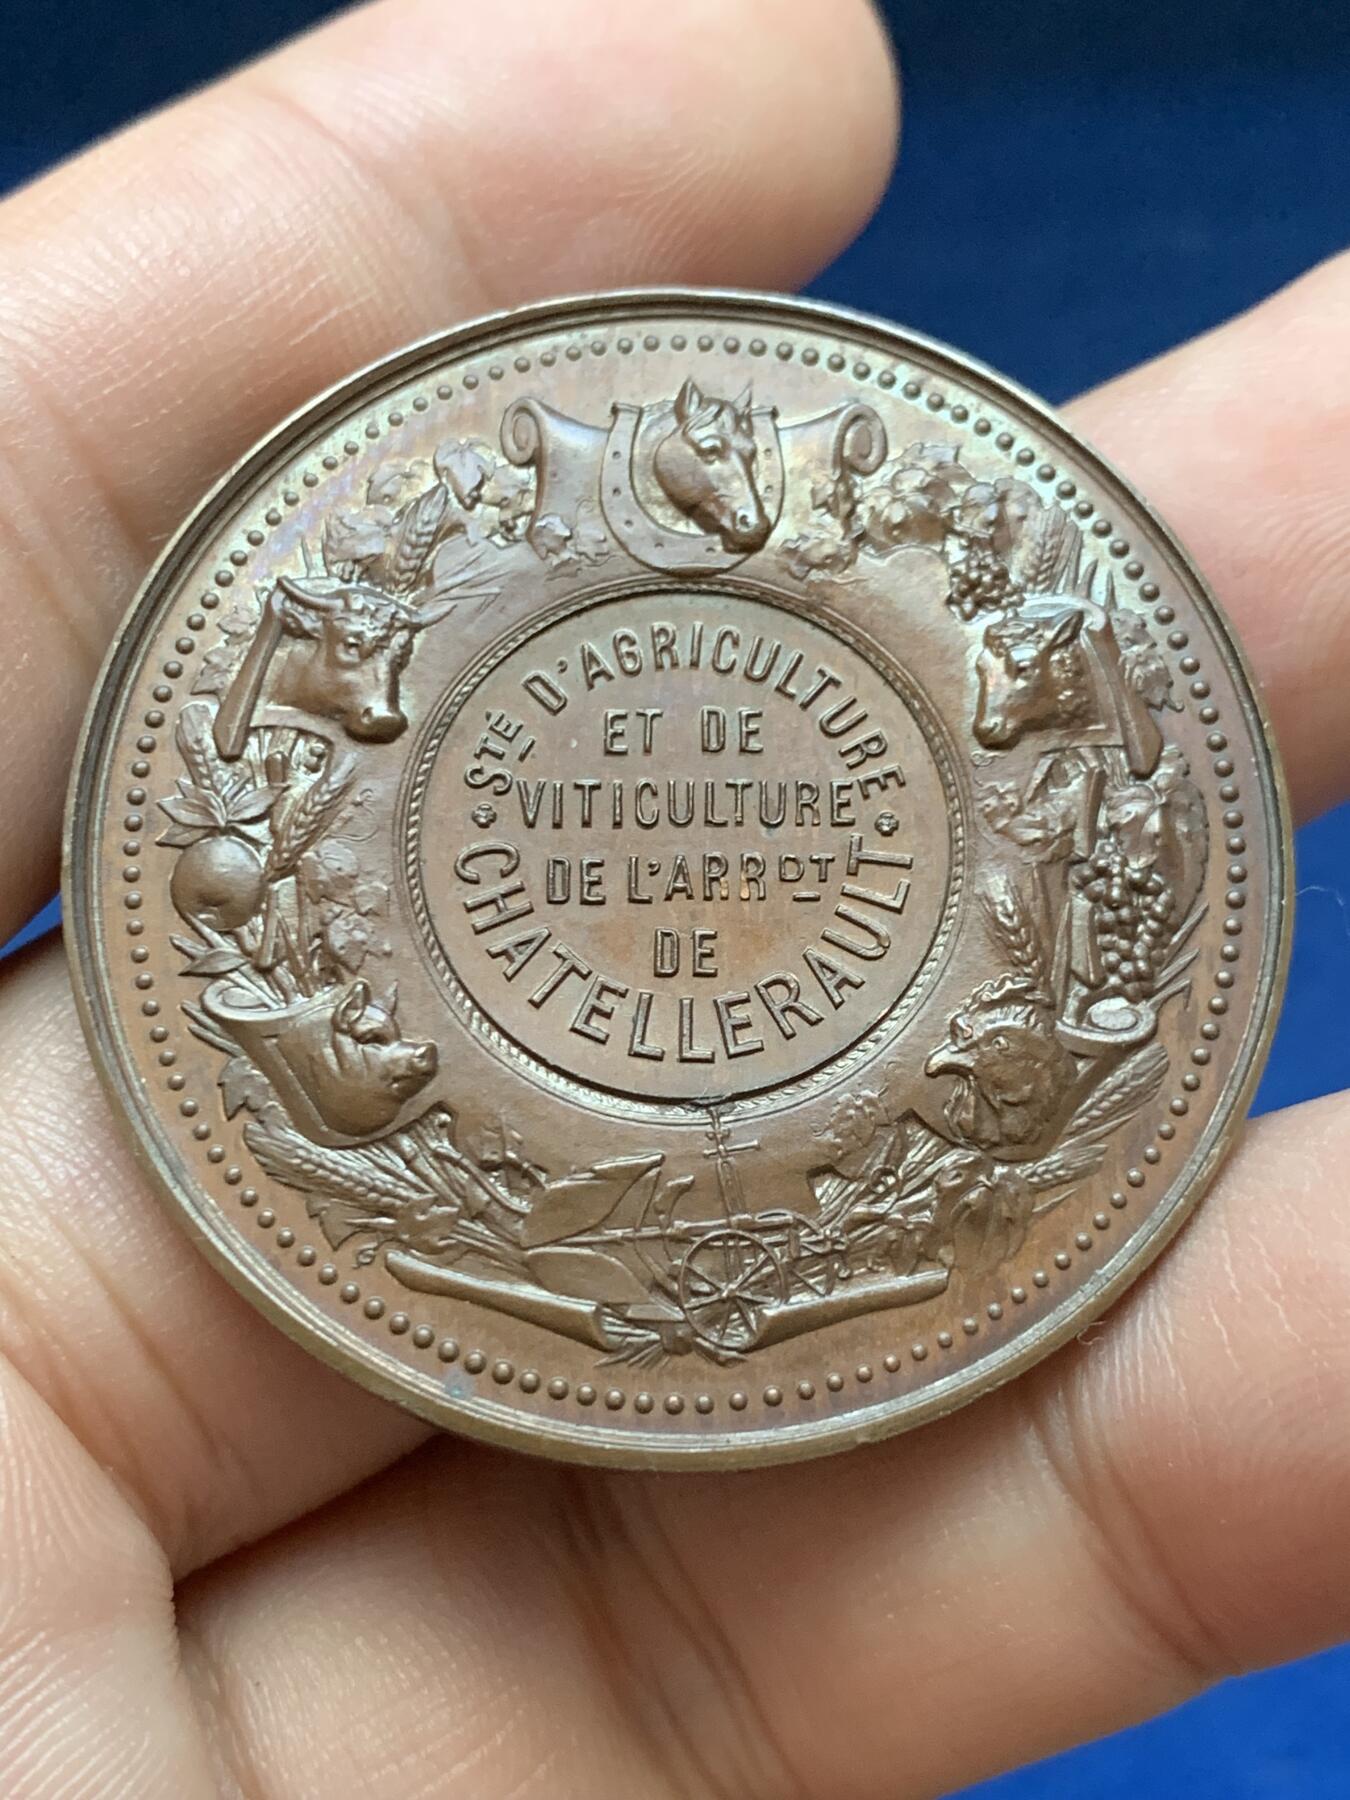 STÉ D'AGRICULTURE
ET DE
VITICULTURE
DE L'ARRDT
DE
CHATELLERAULT